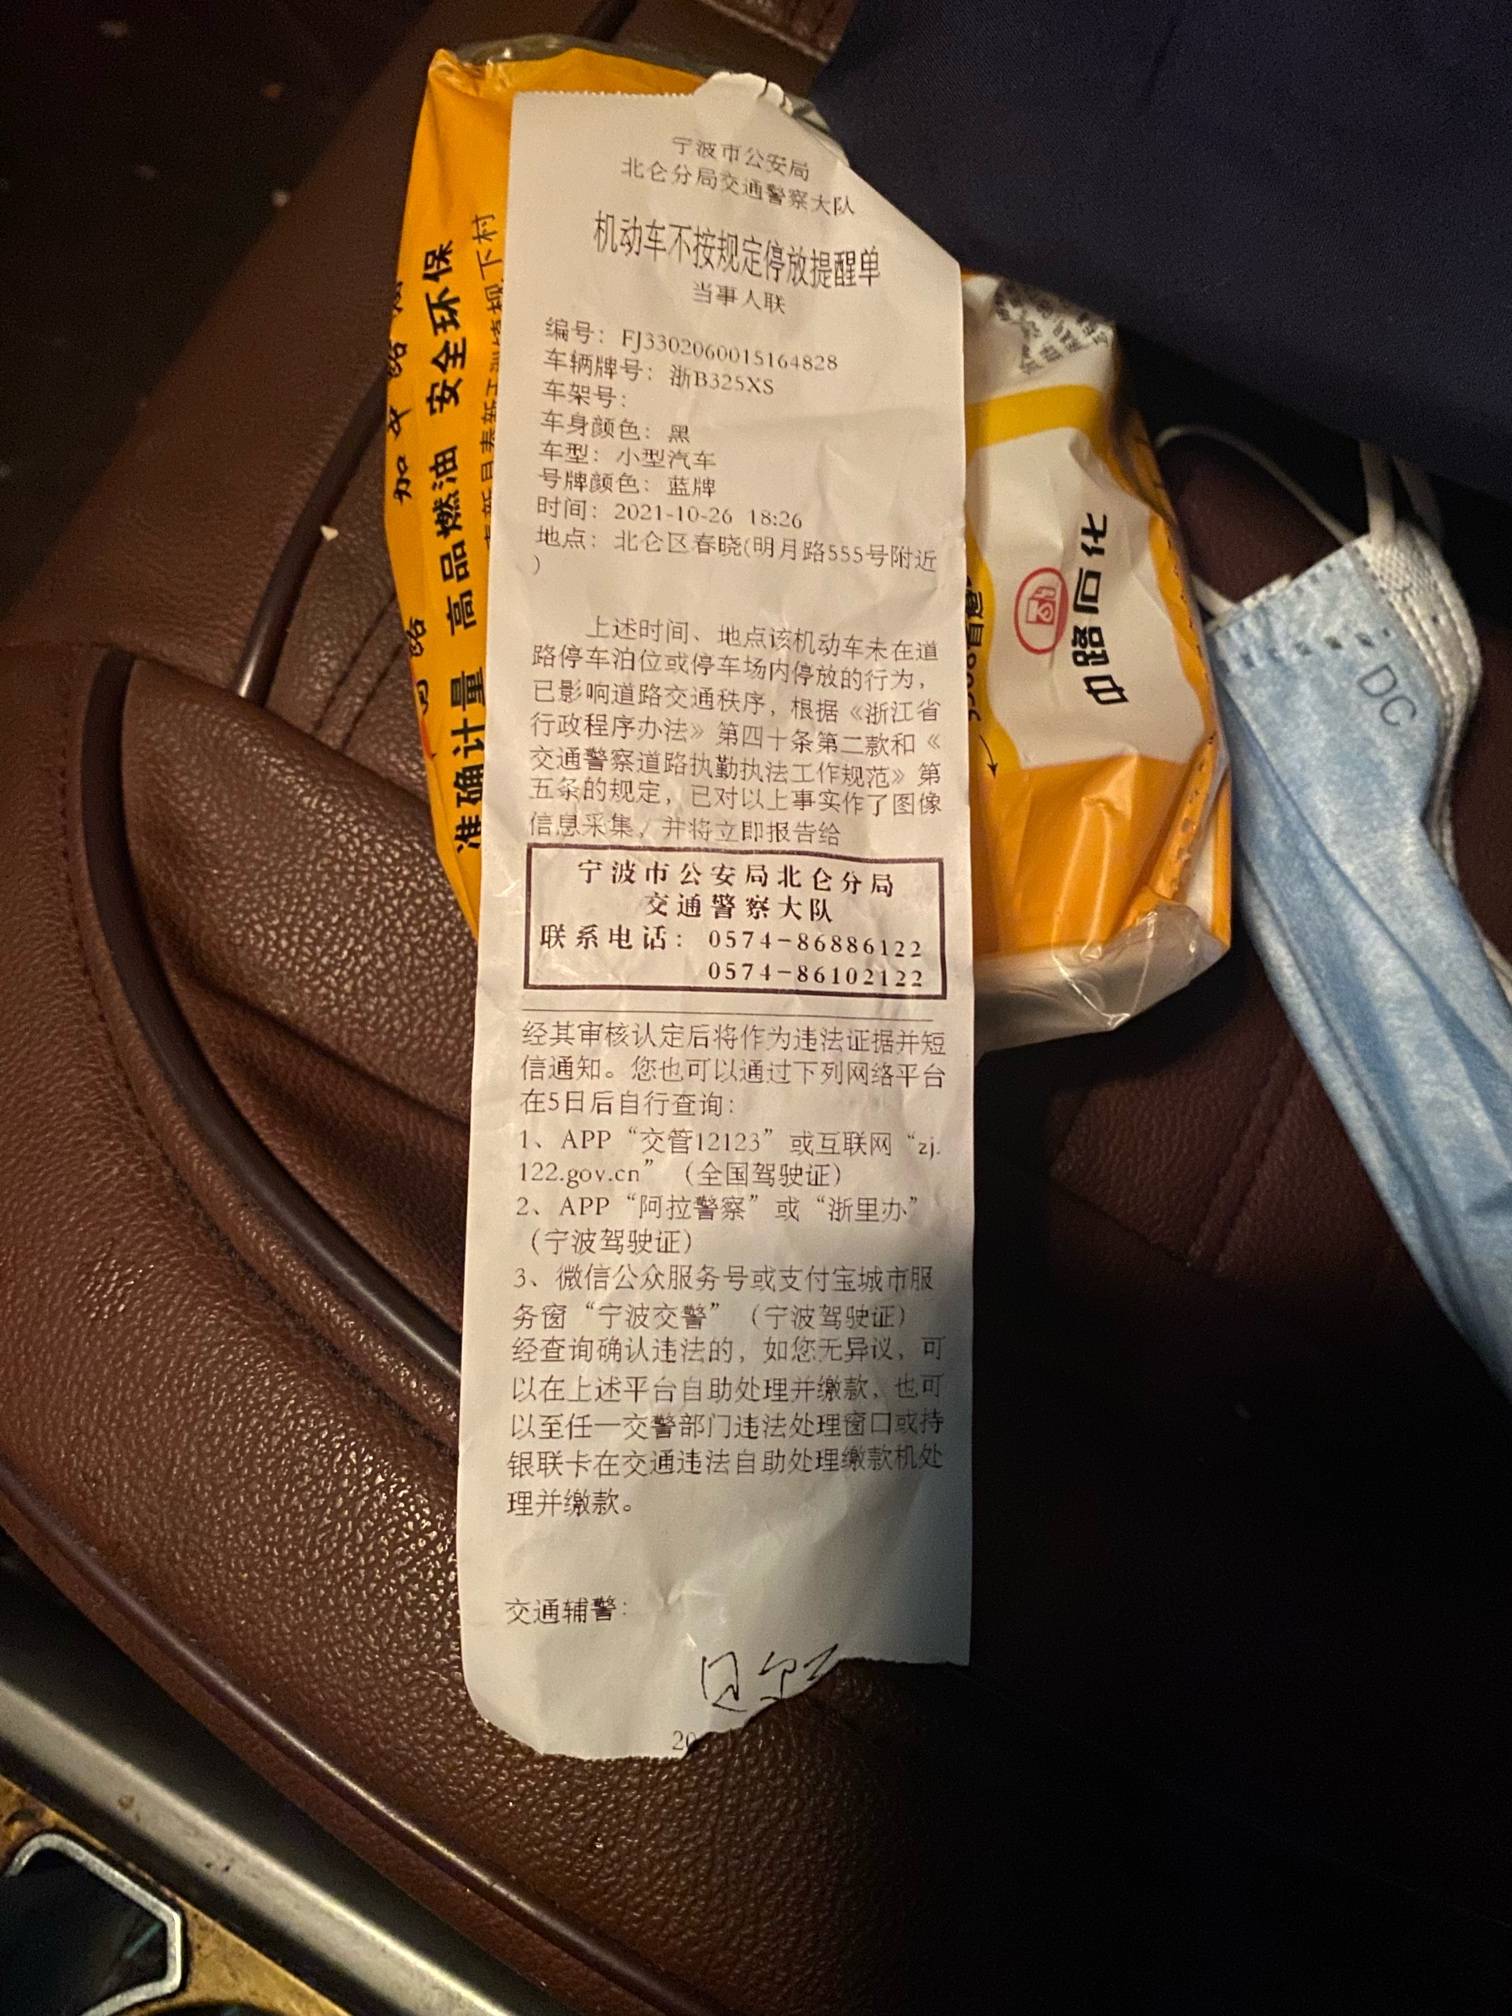 宁波市公安局
北仑分局交通警察大队
机动车不按规定停放提醒单
当事人联
编号：FJ3302060015164828
车辆牌号：浙B325XS
车架号：
车身颜色：黑
车型：小型汽车
号牌颜色：蓝牌
时间：2021-10-26 18:26
地点：北仑区春晓(明月路555号附近
)
上述时间、地点该机动车未在道
路停车泊位或停车场内停放的行为，
已影响道路交通秩序，根据《浙江省
行政程序办法》第四十条第二款和《
交通警察道路执勤执法工作规范》第
五条的规定，已对以上事实作了图像
信息采集，并将立即报告给
宁波市公安局北仑分局
交通警察大队
联系电话：0574-86886122
0574-86102122
经其审核认定后将作为违法证据并短
信通知。您也可以通过下列网络平台
在5日后自行查询：
1、APP“交管12123”或互联网“zj.
122.gov.cn”（全国驾驶证）
2、APP“阿拉警察”或“浙里办”
（宁波驾驶证）
3、微信公众服务号或支付宝城市服
务窗“宁波交警”（宁波驾驶证）
经查询确认违法的，如您无异议，可
以在上述平台自助处理并缴款，也可
以至任一交警部门违法处理窗口或持
银联卡在交通违法自助处理缴款机处
理并缴款。
交通辅警：
20
准确计量 高品燃油 安全环保
中路石化
DC